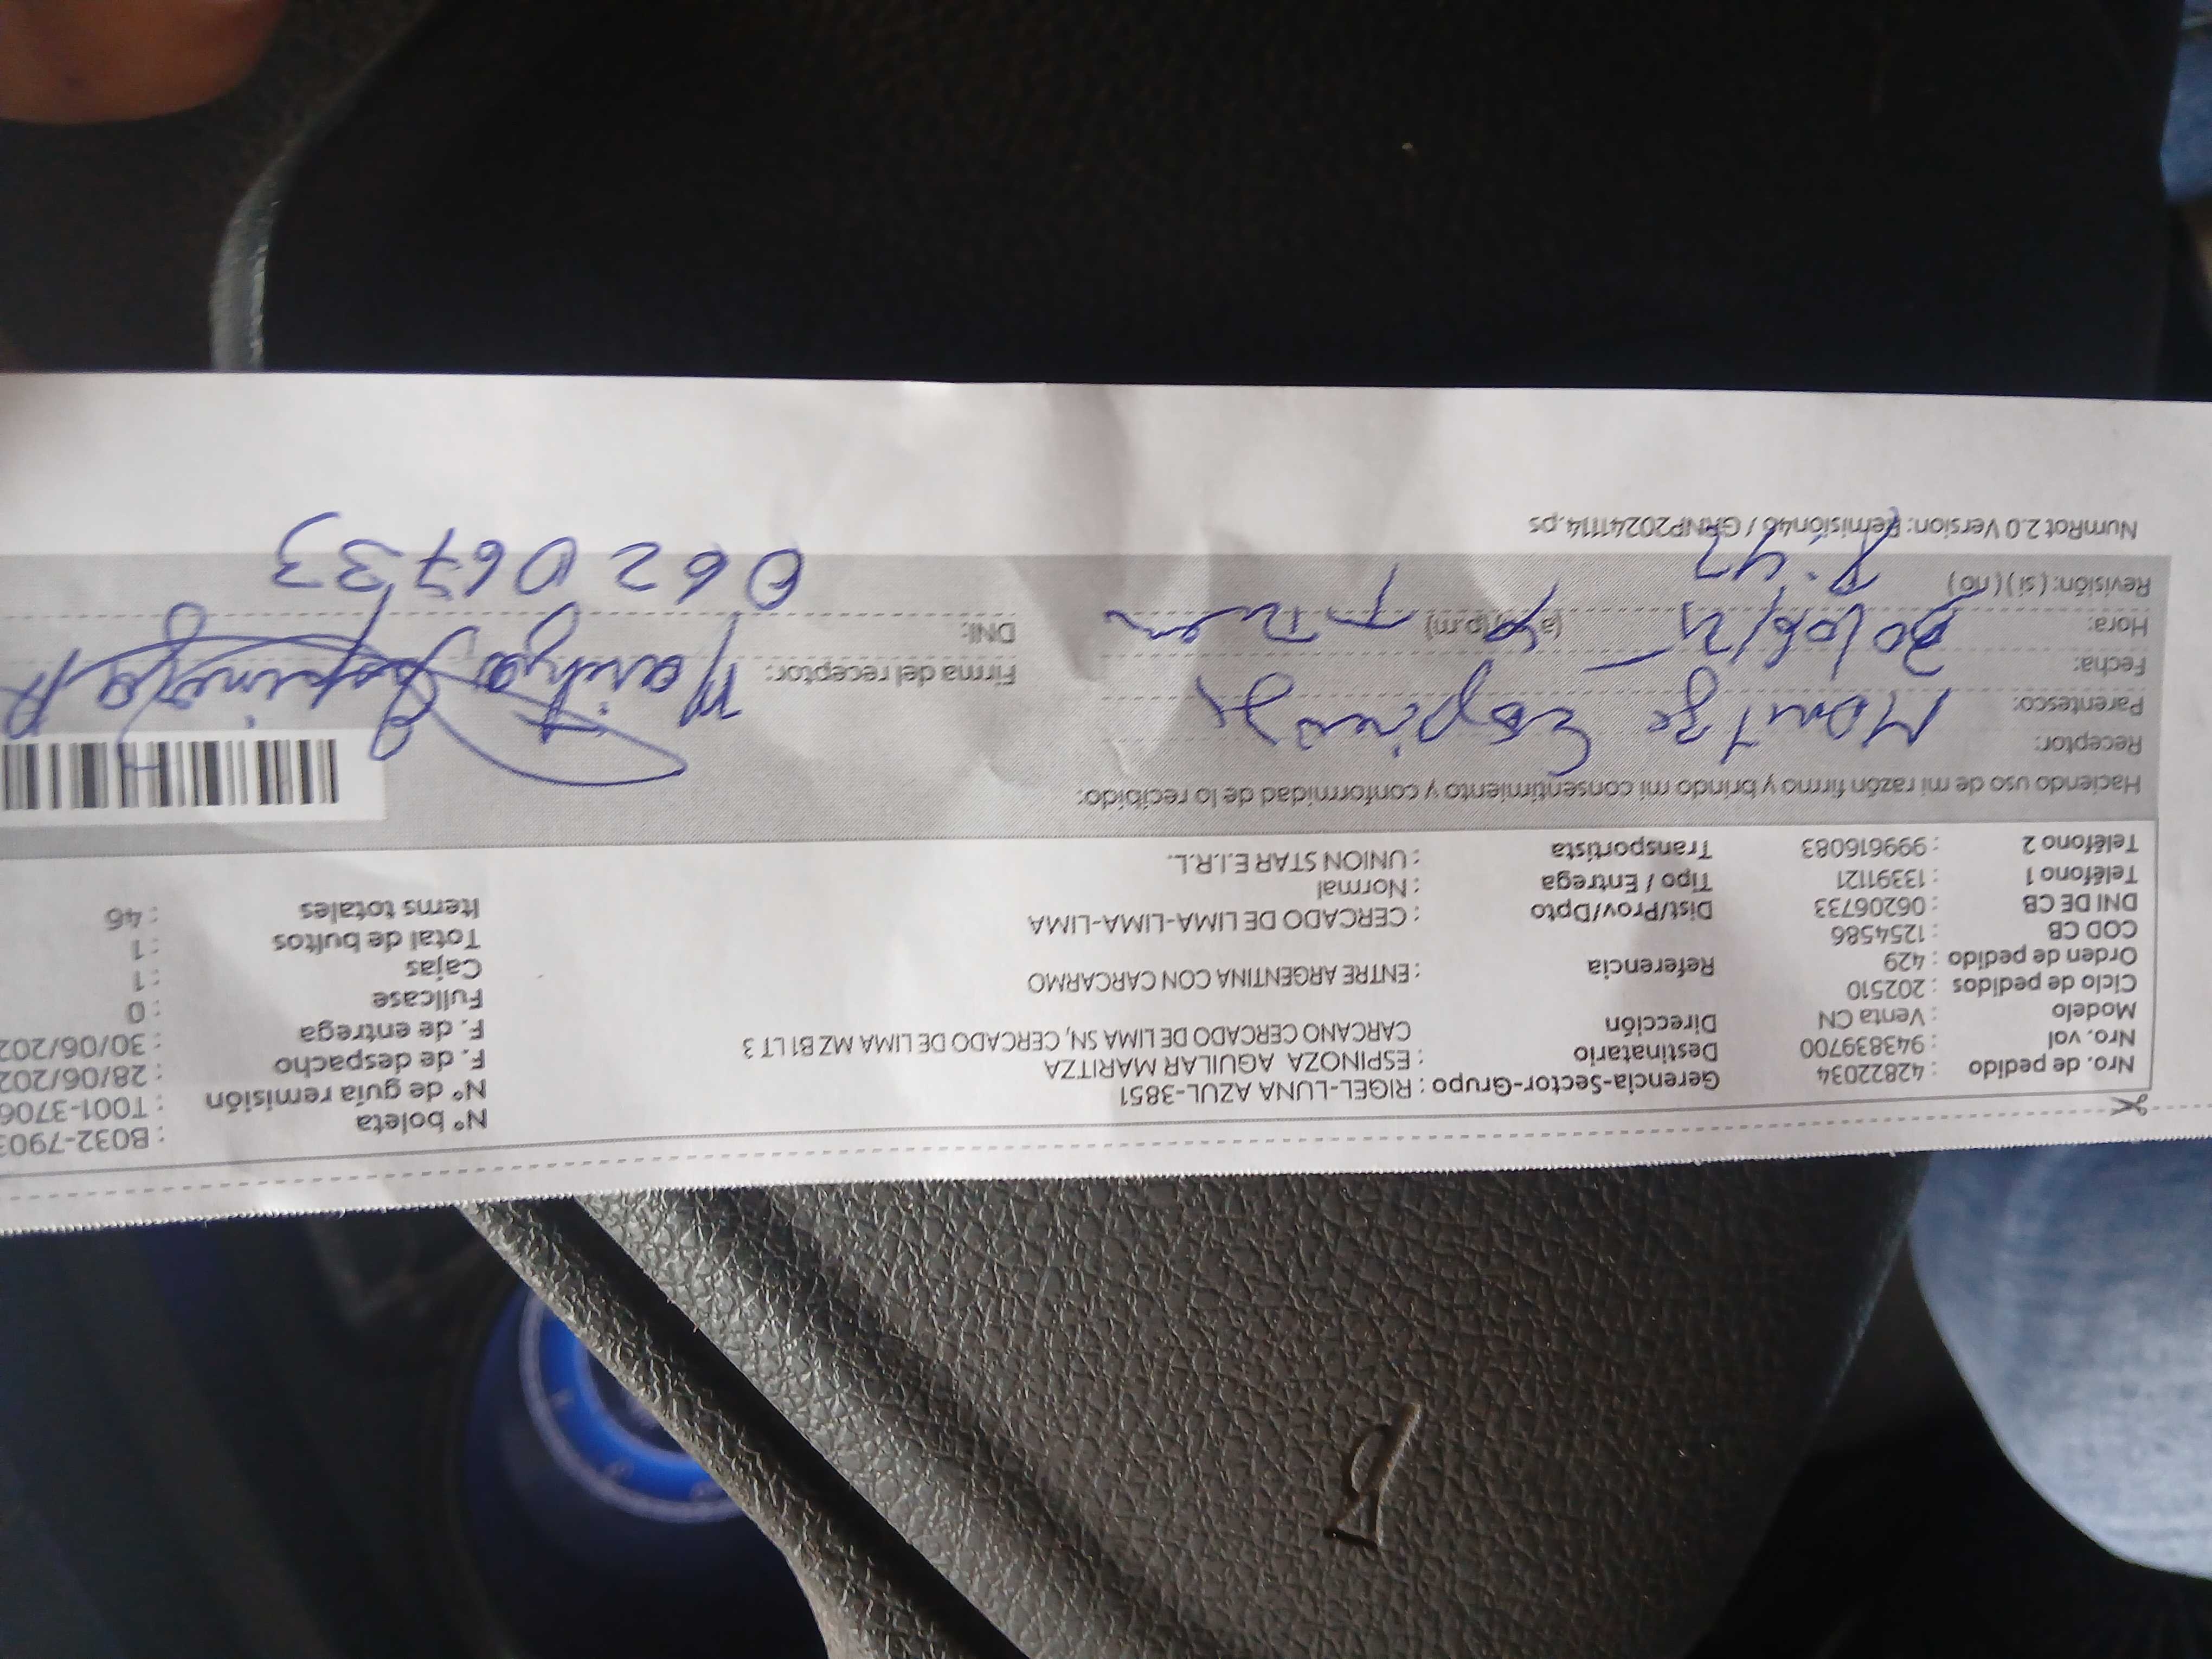 Nº boleta : B032-7903
Gerencia-Sector-Grupo : RIGEL-LUNA AZUL-3851
Nº de guía remisión : T001-3706
Nro. de pedido : 42822034
Destinatario : ESPINOZA AGUILAR MARITZA
F. de despacho : 28/06/202
Nro. vol : 943839700
Dirección CARCANO CERCADO DE LIMA SN, CERCADO DE LIMA MZ B1 LT 3
F. de entrega : 30/06/202
Modelo : Venta CN
Fullcase : 0
Ciclo de pedidos : 202510
Referencia : ENTRE ARGENTINA CON CARCARMO
Cajas : 1
Orden de pedido : 429
Total de bultos : 1
COD CB : 1254586
Dist/Prov/Dpto : CERCADO DE LIMA-LIMA-LIMA
Items totales : 46
DNI DE CB : 06206733
Tipo / Entrega : Normal
Teléfono 1 : 13391121
Transportista : UNION STAR E.I.R.L.
Teléfono 2 : 999616083
Haciendo uso de mi razón firmo y brindo mi consentimiento y conformidad de lo recibido:
Receptor: Maritza Espinoza
Parentesco:
Firma del receptor: Maritza Espinoza A
Fecha: 30/06/25
Hora: (a.m)/(p.m)
DNI: 06206733
Revisión: ( si ) ( no )
NumRot 2.0 Version: Remisión46 / GRNP20241114.ps